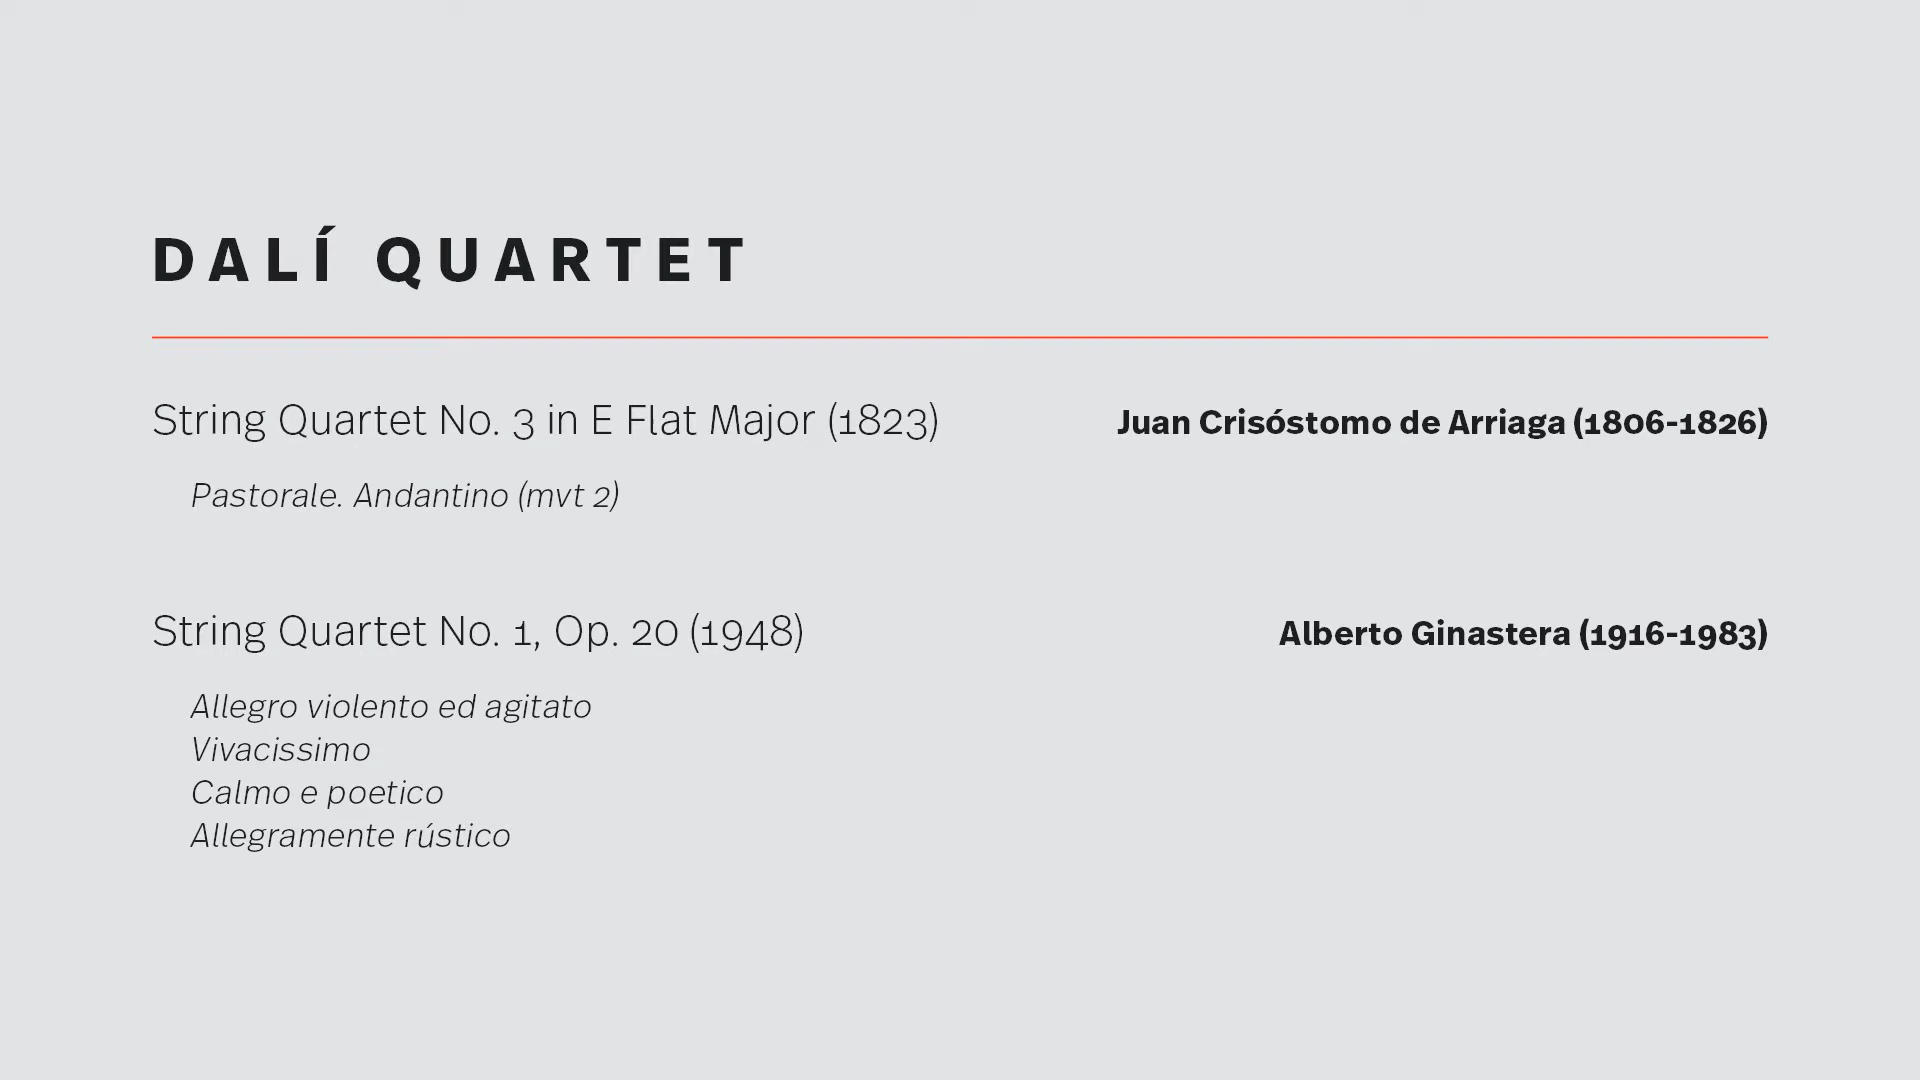 DALÍ QUARTET
String Quartet No. 3 in E Flat Major (1823) Juan Crisóstomo de Arriaga (1806-1826)
Pastorale. Andantino (mvt 2)
String Quartet No. 1, Op. 20 (1948) Alberto Ginastera (1916-1983)
Allegro violento ed agitato
Vivacissimo
Calmo e poetico
Allegramente rústico